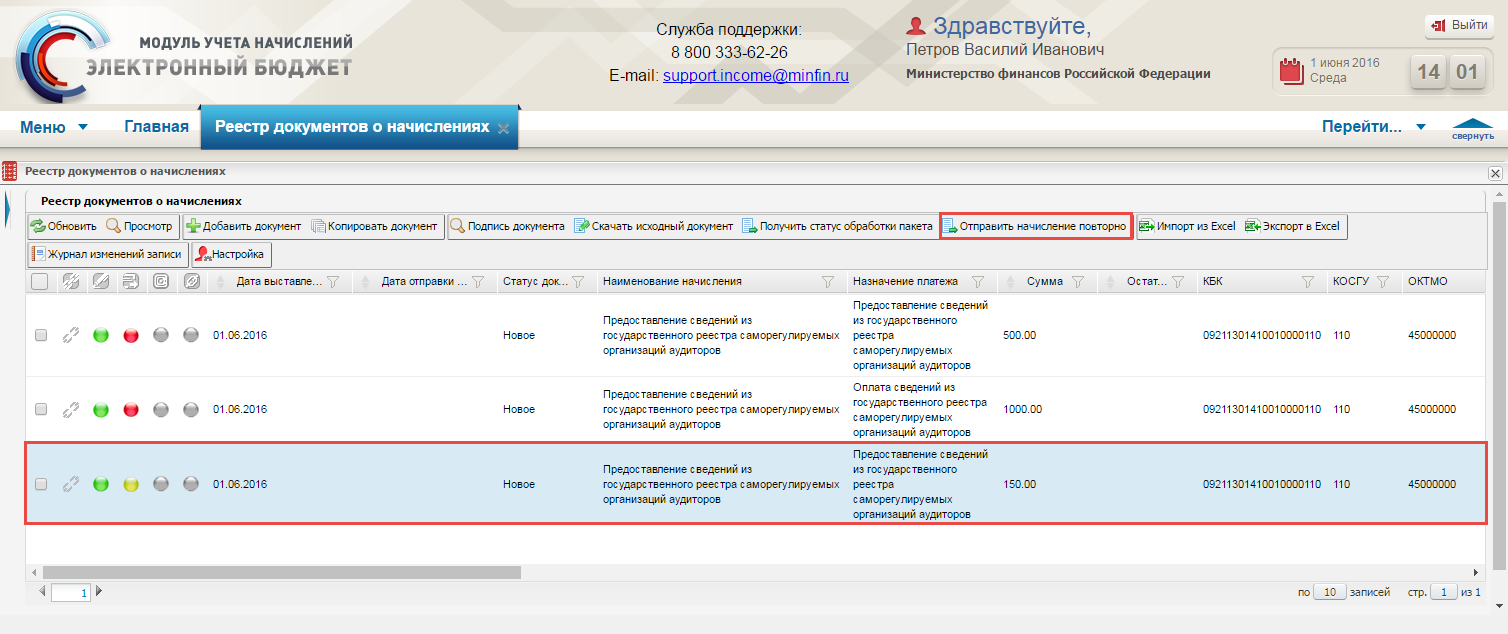 МОДУЛЬ УЧЕТА НАЧИСЛЕНИЙ
ЭЛЕКТРОННЫЙ БЮДЖЕТ
Служба поддержки:
8 800 333-62-26
E-mail: support.income@minfin.ru
Здравствуйте,
Петров Василий Иванович
Министерство финансов Российской Федерации
Выйти
1 июня 2016
Среда
14 01
Меню Главная Реестр документов о начислениях Перейти... свернуть
Реестр документов о начислениях
Реестр документов о начислениях
Обновить Просмотр Добавить документ Копировать документ Подпись документа Скачать исходный документ Получить статус обработки пакета Отправить начисление повторно Импорт из Excel Экспорт в Excel
Журнал изменений записи Настройка
Дата выставле... Дата отправки ... Статус док... Наименование начисления Назначение платежа Сумма Остат... КБК КОСГУ ОКТМО
Предоставление сведений
из государственного
Предоставление сведений из
01.06.2016 Новое государственного реестра саморегулируемых реестра 500.00 09211301410010000110 110 45000000
организаций аудиторов саморегулируемых
организаций аудиторов
Оплата сведений из
Предоставление сведений из государственного реестра
01.06.2016 Новое государственного реестра саморегулируемых саморегулируемых 1000.00 09211301410010000110 110 45000000
организаций аудиторов организаций аудиторов
Предоставление сведений
из государственного
Предоставление сведений из
01.06.2016 Новое государственного реестра саморегулируемых реестра 150.00 09211301410010000110 110 45000000
организаций аудиторов саморегулируемых
организаций аудиторов
1 по 10 записей стр. 1 из 1